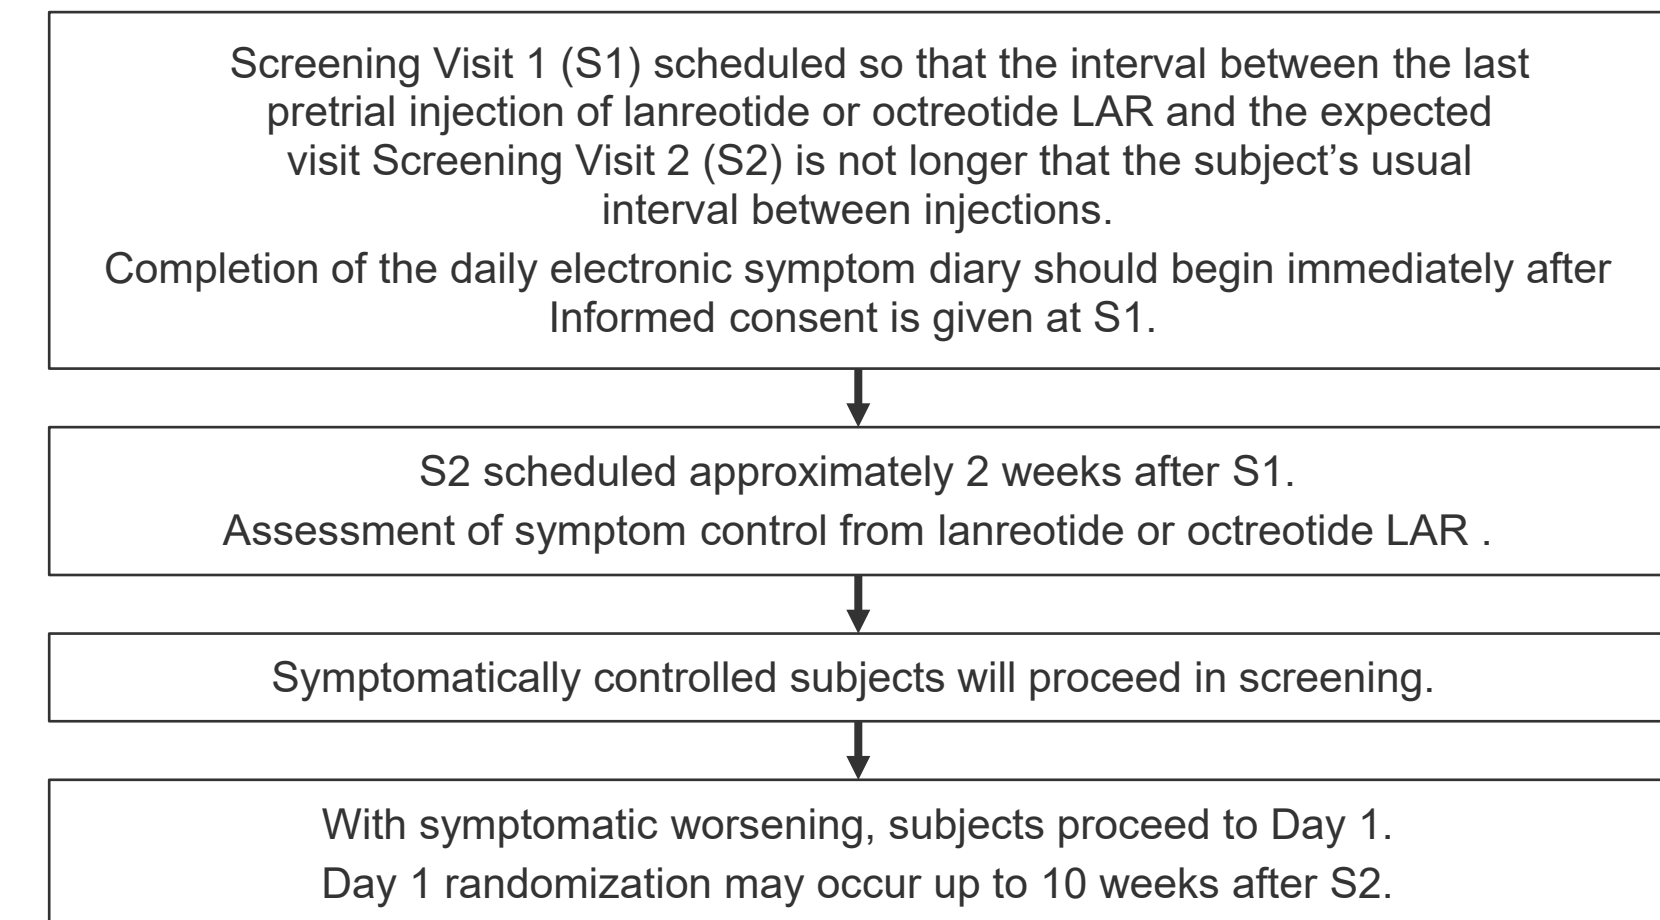 Screening Visit 1 (S1) scheduled so that the interval between the last
pretrial injection of lanreotide or octreotide LAR and the expected
visit Screening Visit 2 (S2) is not longer that the subject’s usual
interval between injections.
Completion of the daily electronic symptom diary should begin immediately after
Informed consent is given at S1.
S2 scheduled approximately 2 weeks after S1.
Assessment of symptom control from lanreotide or octreotide LAR .
Symptomatically controlled subjects will proceed in screening.
With symptomatic worsening, subjects proceed to Day 1.
Day 1 randomization may occur up to 10 weeks after S2.